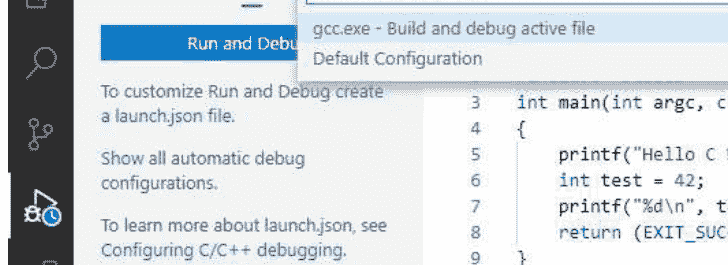 gcc.exe - Build and debug active file
Default Configuration
Run and Debu
To customize Run and Debug create
a launch.json file.
Show all automatic debug
configurations.
To learn more about launch.json, see
Configuring C/C++ debugging.
3 int main(int argc, c
4 {
5 printf("Hello C
6 int test = 42;
7 printf("%d\n", t
8 return (EXIT_SUC
9 }